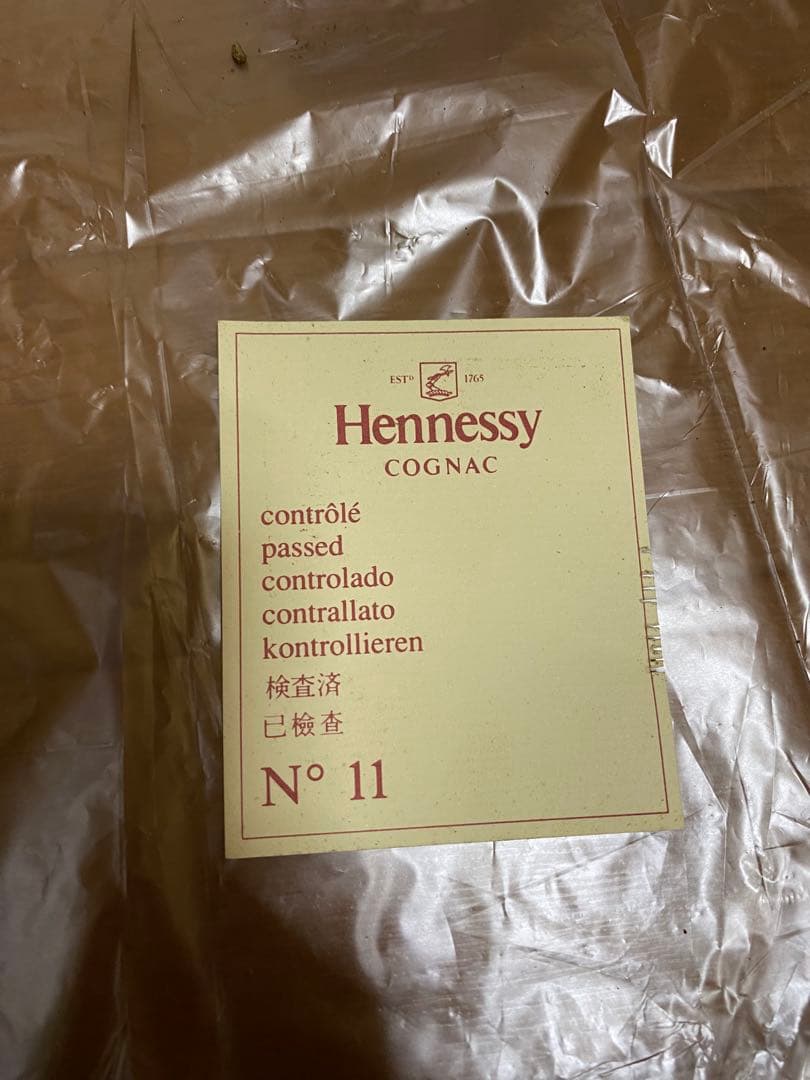 ESTD 1765
Hennessy
COGNAC
contrôlé
passed
controlado
contrallato
kontrollieren
検査済
已檢查
N° 11